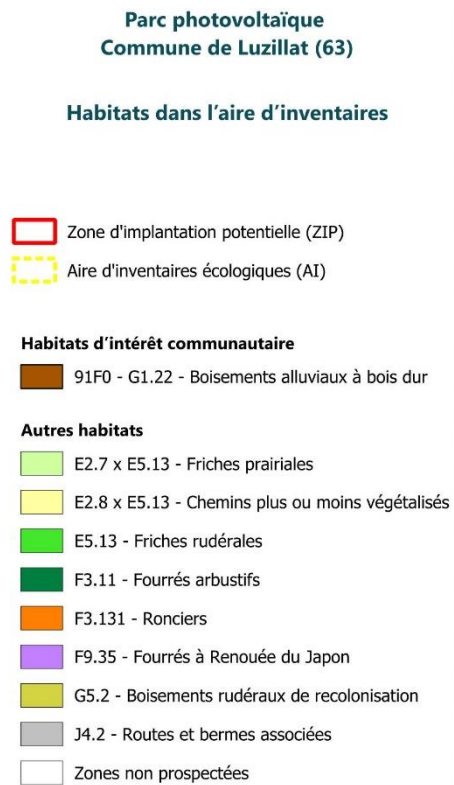 Parc photovoltaïque
Commune de Luzillat (63)
Habitats dans l'aire d'inventaires
Zone d'implantation potentielle (ZIP)
Aire d'inventaires écologiques (AI)
Habitats d'intérêt communautaire
91F0 - G1.22 - Boisements alluviaux à bois dur
Autres habitats
E2.7 x E5.13 - Friches prairiales
E2.8 x E5.13 - Chemins plus ou moins végétalisés
E5.13 - Friches rudérales
F3.11 - Fourrés arbustifs
F3.131 - Ronciers
F9.35 - Fourrés à Renouée du Japon
G5.2 - Boisements rudéraux de recolonisation
J4.2 - Routes et bermes associées
Zones non prospectées